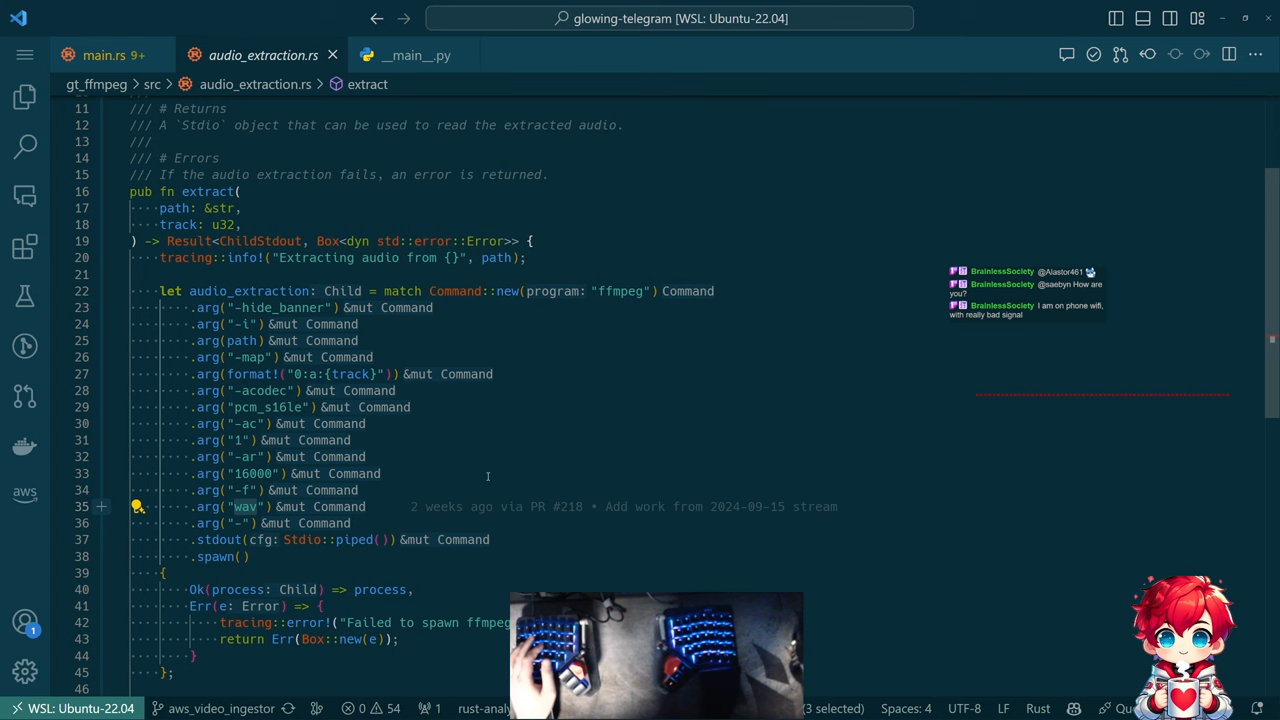 glowing-telegram [WSL: Ubuntu-22.04]
main.rs 9+
audio_extraction.rs
__main__.py
gt_ffmpeg > src > audio_extraction.rs > extract
11 /// # Returns
12 /// A `Stdio` object that can be used to read the extracted audio.
13 ///
14 /// # Errors
15 /// If the audio extraction fails, an error is returned.
16 pub fn extract(
17 ····path: &str,
18 ····track: u32,
19 ) -> Result<ChildStdout, Box<dyn std::error::Error>> {
20 ····tracing::info!("Extracting audio from {}", path);
21
22 ····let audio_extraction: Child = match Command::new(program: "ffmpeg") Command
23 ········.arg("-hide_banner") &mut Command
24 ········.arg("-i") &mut Command
25 ········.arg(path) &mut Command
26 ········.arg("-map") &mut Command
27 ········.arg(format!("0:a:{track}")) &mut Command
28 ········.arg("-acodec") &mut Command
29 ········.arg("pcm_s16le") &mut Command
30 ········.arg("-ac") &mut Command
31 ········.arg("1") &mut Command
32 ········.arg("-ar") &mut Command
33 ········.arg("16000") &mut Command
34 ········.arg("-f") &mut Command
35 ········.arg("wav") &mut Command 2 weeks ago via PR #218 • Add work from 2024-09-15 stream
36 ········.arg("-") &mut Command
37 ········.stdout(cfg: Stdio::piped()) &mut Command
38 ········.spawn()
39 ····{
40 ········Ok(process: Child) => process,
41 ········Err(e: Error) => {
42 ············tracing::error!("Failed to spawn ffmpeg
43 ············return Err(Box::new(e));
44 ········}
45 ····};
46
BrainlessSociety @Alastor461
BrainlessSociety @saebyn How are
you?
BrainlessSociety I am on phone wifi,
with really bad signal
aws
1
WSL: Ubuntu-22.04 aws_video_ingestor 0 54 1 rust-analy (3 selected) Spaces: 4 UTF-8 LF Rust Qu